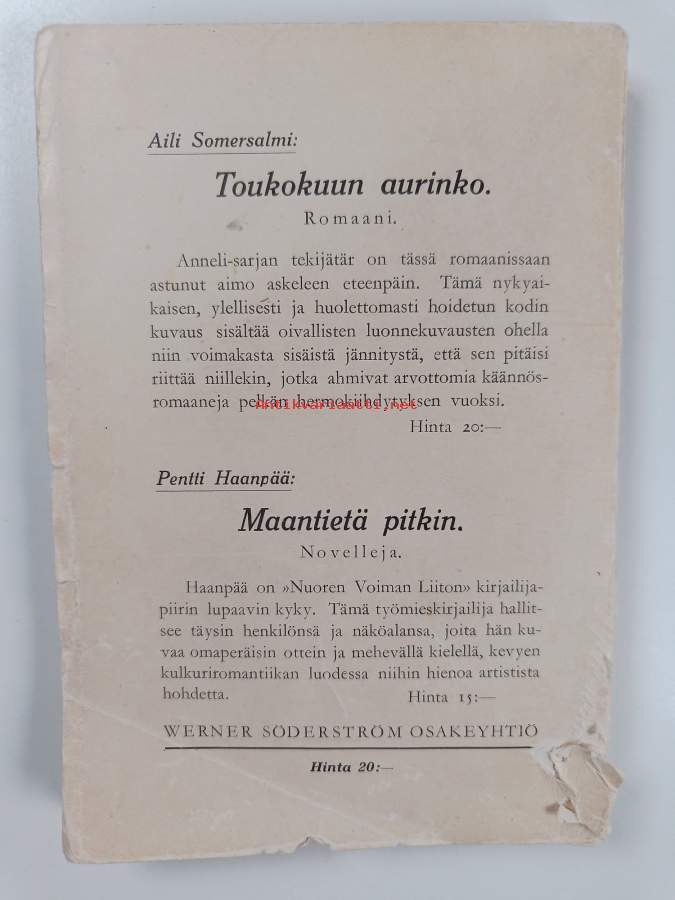 Aili Somersalmi:
Toukokuun aurinko.
Romaani.
Anneli-sarjan tekijätär on tässä romaanissaan
astunut aimo askeleen eteenpäin. Tämä nykyai-
kaisen, ylellisesti ja huolettomasti hoidetun kodin
kuvaus sisältää oivallisten luonnekuvausten ohella
niin voimakasta sisäistä jännitystä, että sen pitäisi
riittää niillekin, jotka ahmivat arvottomia käännös-
romaaneja pelkän hermokiihdytyksen vuoksi.
Antikvariaatti.net
Hinta 20:—
Pentti Haanpää:
Maantietä pitkin.
Novelleja.
Haanpää on »Nuoren Voiman Liiton» kirjailija-
piirin lupaavin kyky. Tämä työmieskirjailija hallit-
see täysin henkilönsä ja näköalansa, joita hän ku-
vaa omaperäisin ottein ja mehevällä kielellä, kevyen
kulkuriromantiikan luodessa niihin hienoa artistista
hohdetta.
Hinta 15:—
WERNER SÖDERSTRÖM OSAKEYHTIÖ
Hinta 20:—